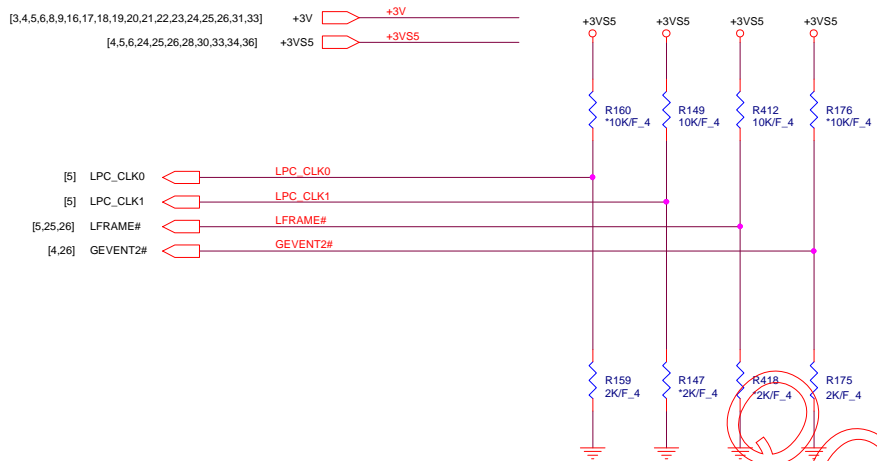 [3,4,5,6,8,9,16,17,18,19,20,21,22,23,24,25,26,31,33] +3V +3V
[4,5,6,24,25,26,28,30,33,34,36] +3VS5 +3VS5
+3VS5 +3VS5 +3VS5 +3VS5
R160 R149 R412 R176
*10K/F_4 10K/F_4 10K/F_4 *10K/F_4
[5] LPC_CLK0 LPC_CLK0
[5] LPC_CLK1 LPC_CLK1
[5,25,26] LFRAME# LFRAME#
[4,26] GEVENT2# GEVENT2#
R159 R147 R418 R175
2K/F_4 *2K/F_4 *2K/F_4 2K/F_4